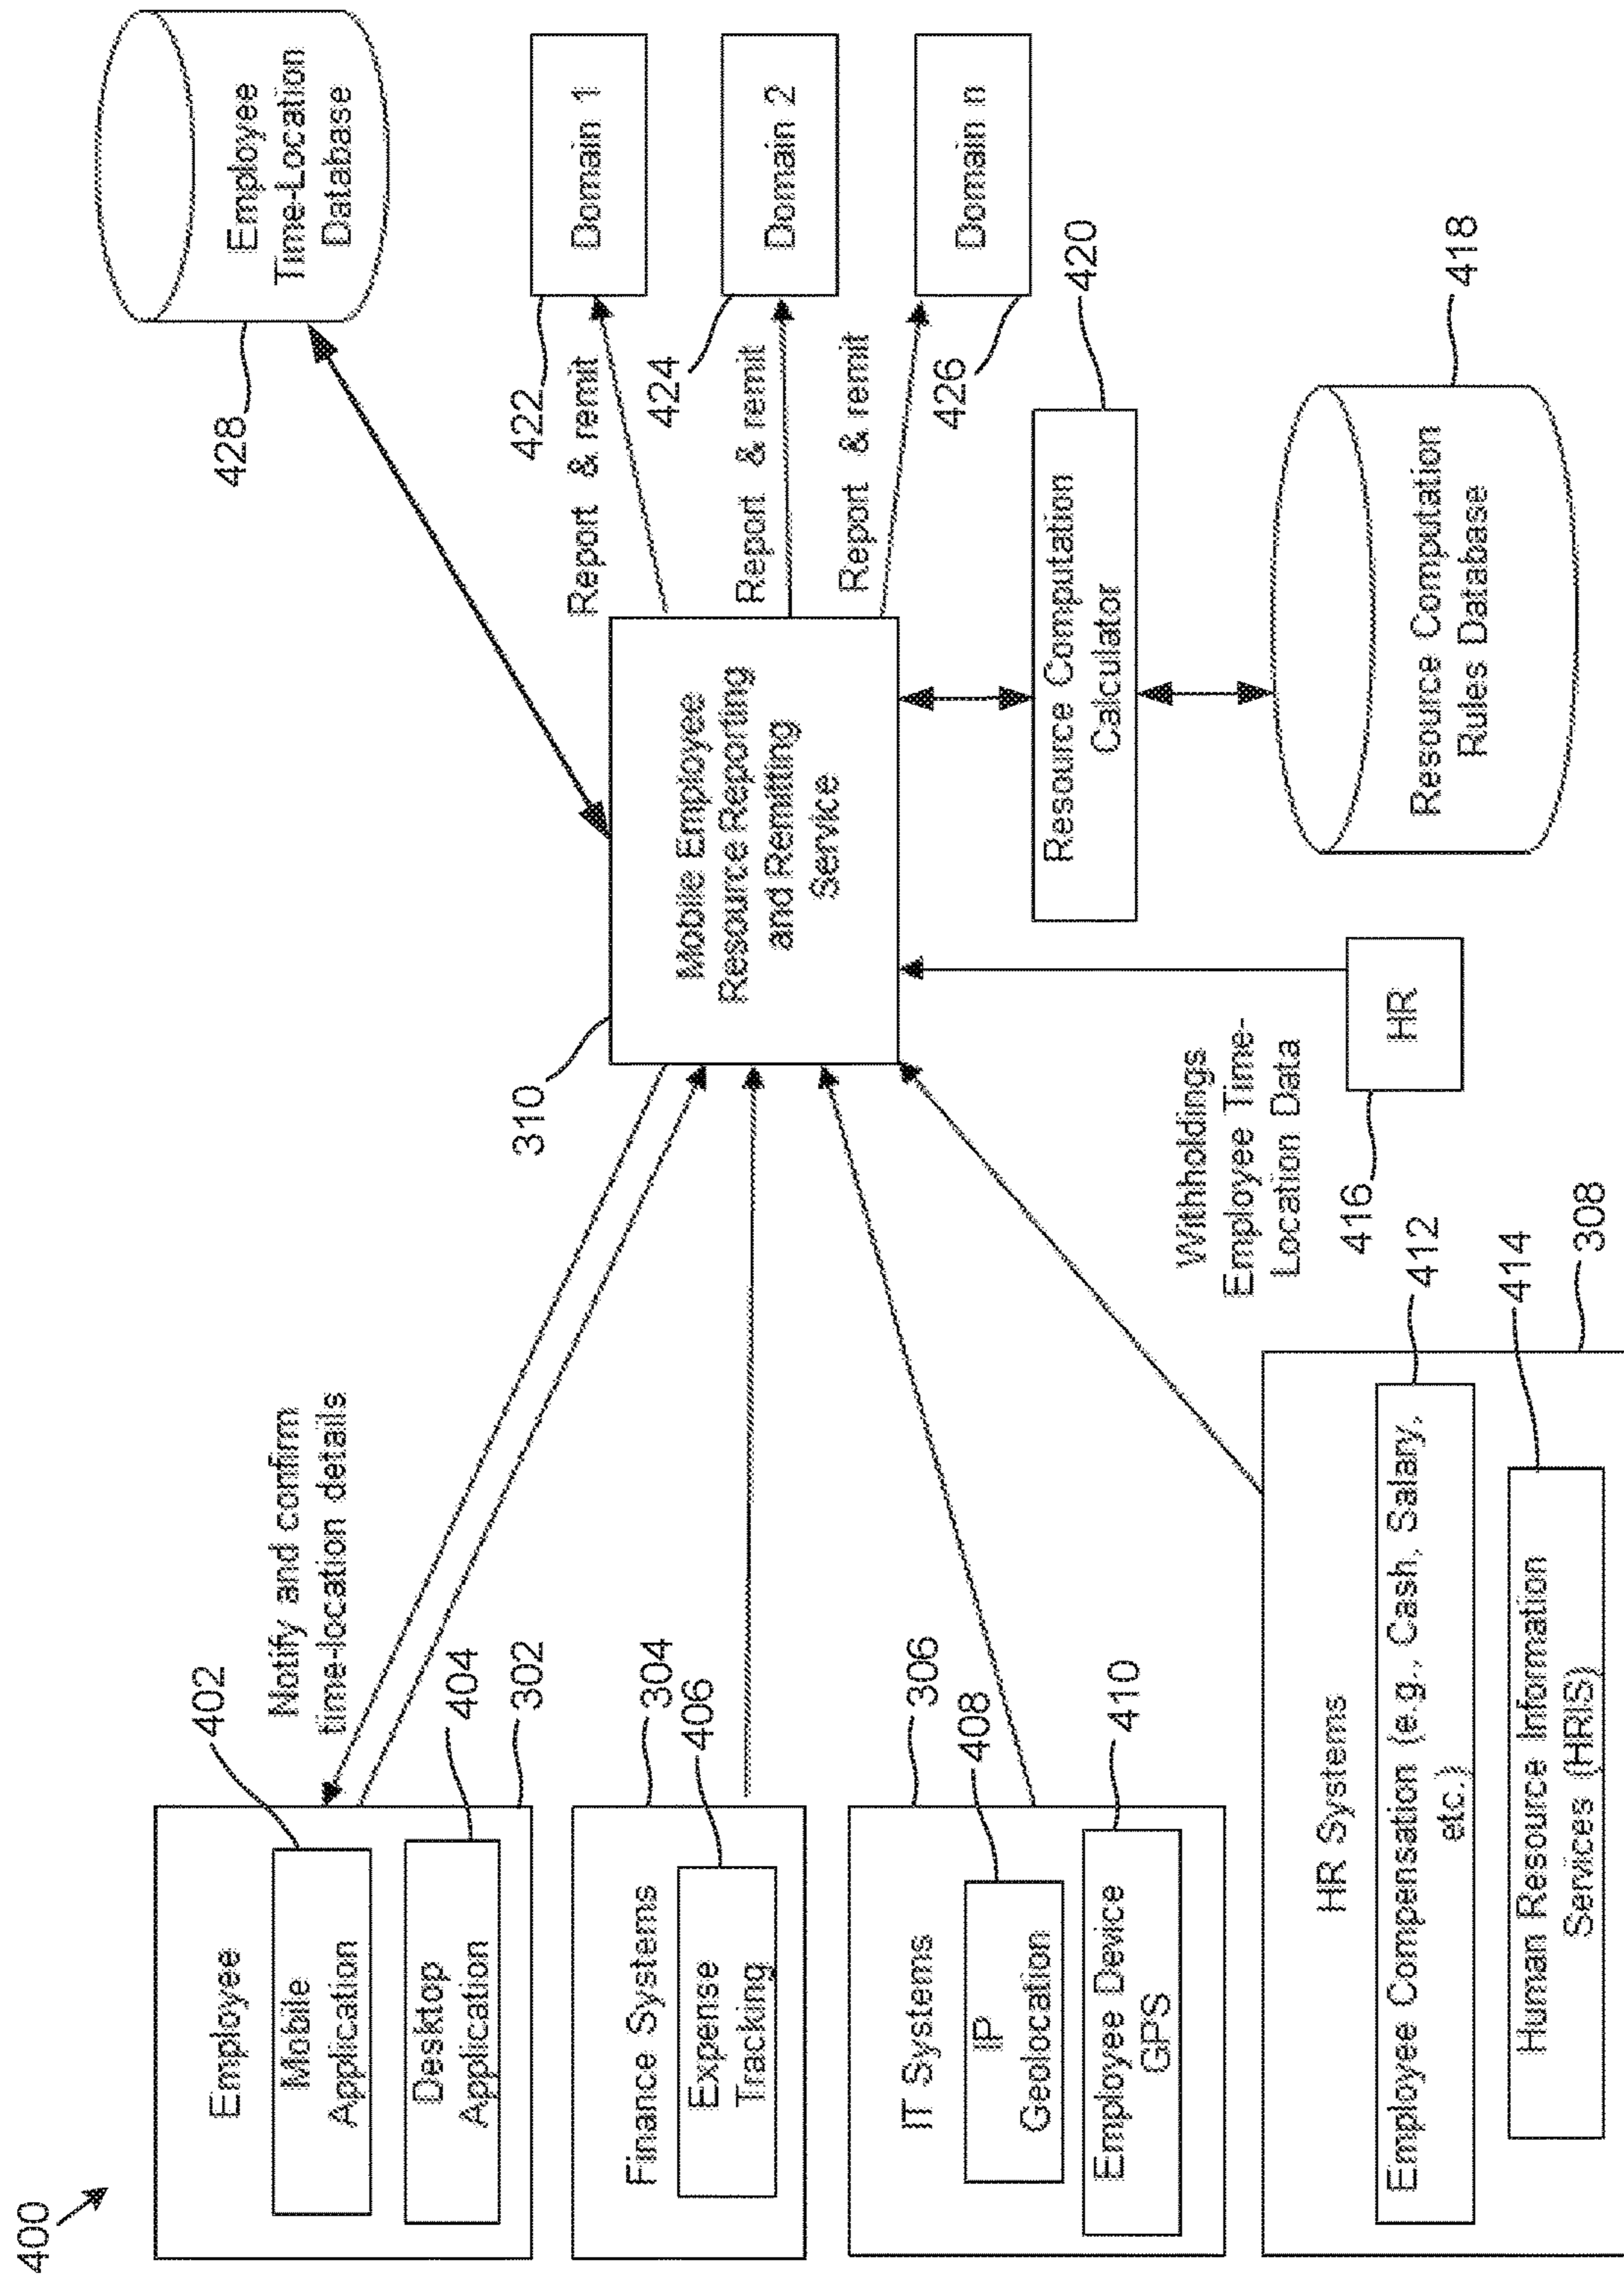 400
Employee
Mobile
Application
Desktop
Application
402
404
302
Notify and confirm
time-location details
Finance Systems
Expense
Tracking
304
406
IT Systems
IP
Geolocation
Employee Device
GPS
306
408
410
HR Systems
Employee Compensation (e.g., Cash, Salary,
etc.)
Human Resource Information
Services (HRIS)
412
414
308
310
Mobile Employee
Resource Reporting
and Remitting
Service
Withholdings
Employee Time-
Location Data
HR
416
428
Employee
Time-Location
Database
Report & remit
422
Domain 1
Report & remit
424
Domain 2
Report & remit
426
Domain n
Resource Computation
Calculator
420
Resource Computation
Rules Database
418